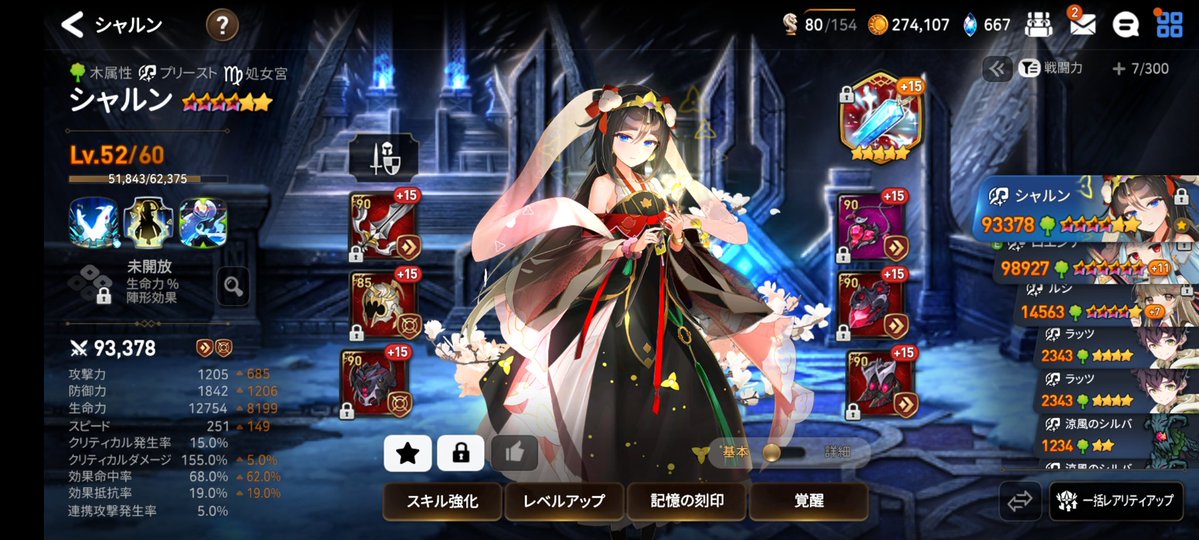 シャルン
?
80/154
274,107
667
2
木属性 プリースト 処女宮
シャルン
Lv.52/60
51,843/62,375
未開放
生命力%
陣形効果
93,378
攻撃力 1205 685
防御力 1842 1206
生命力 12754 8199
スピード 251 149
クリティカル発生率 15.0%
クリティカルダメージ 155.0% 5.0%
効果命中率 68.0% 62.0%
効果抵抗率 19.0% 19.0%
連携攻撃発生率 5.0%
+15
90
+15
85
+15
90
+15
+15
90
+15
90
+15
90
戦闘力
+ 7/300
シャルン
93378
98927
+11
ルシ
14563
+7
ラッツ
2343
ラッツ
2343
涼風のシルバ
1234
涼風のシルバ
基本
詳細
スキル強化
レベルアップ
記憶の刻印
覚醒
一括レアリティアップ